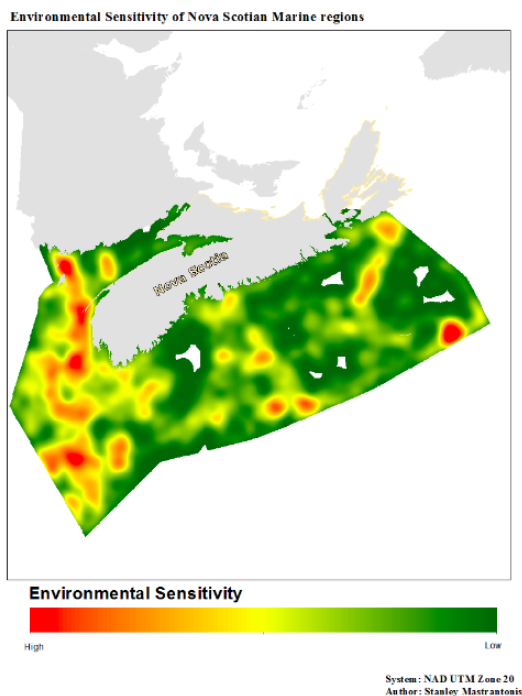 Environmental Sensitivity of Nova Scotian Marine regions
Nova Scotia
Environmental Sensitivity
High
Low
System: NAD UTM Zone 20
Author: Stanley Mastrantonis